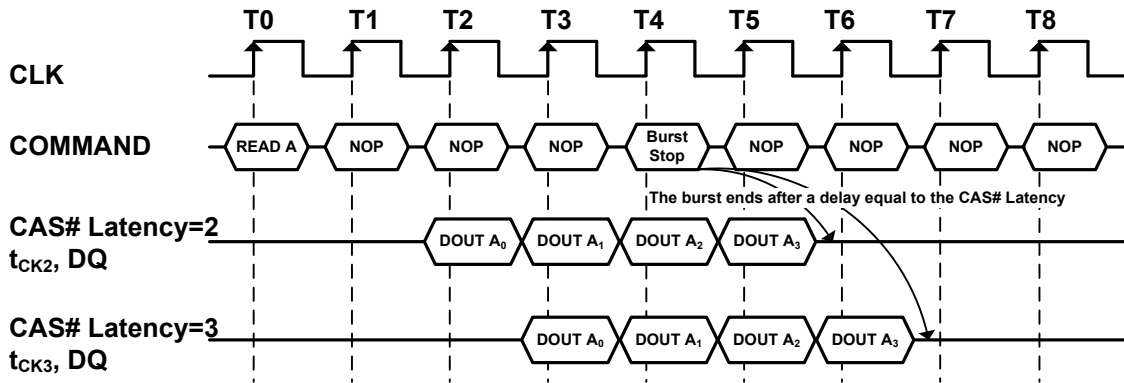 T0 T1 T2 T3 T4 T5 T6 T7 T8
CLK
COMMAND READ A NOP NOP NOP Burst Stop NOP NOP NOP NOP
The burst ends after a delay equal to the CAS# Latency
CAS# Latency=2
tCK2, DQ DOUT A0 DOUT A1 DOUT A2 DOUT A3
CAS# Latency=3
tCK3, DQ DOUT A0 DOUT A1 DOUT A2 DOUT A3